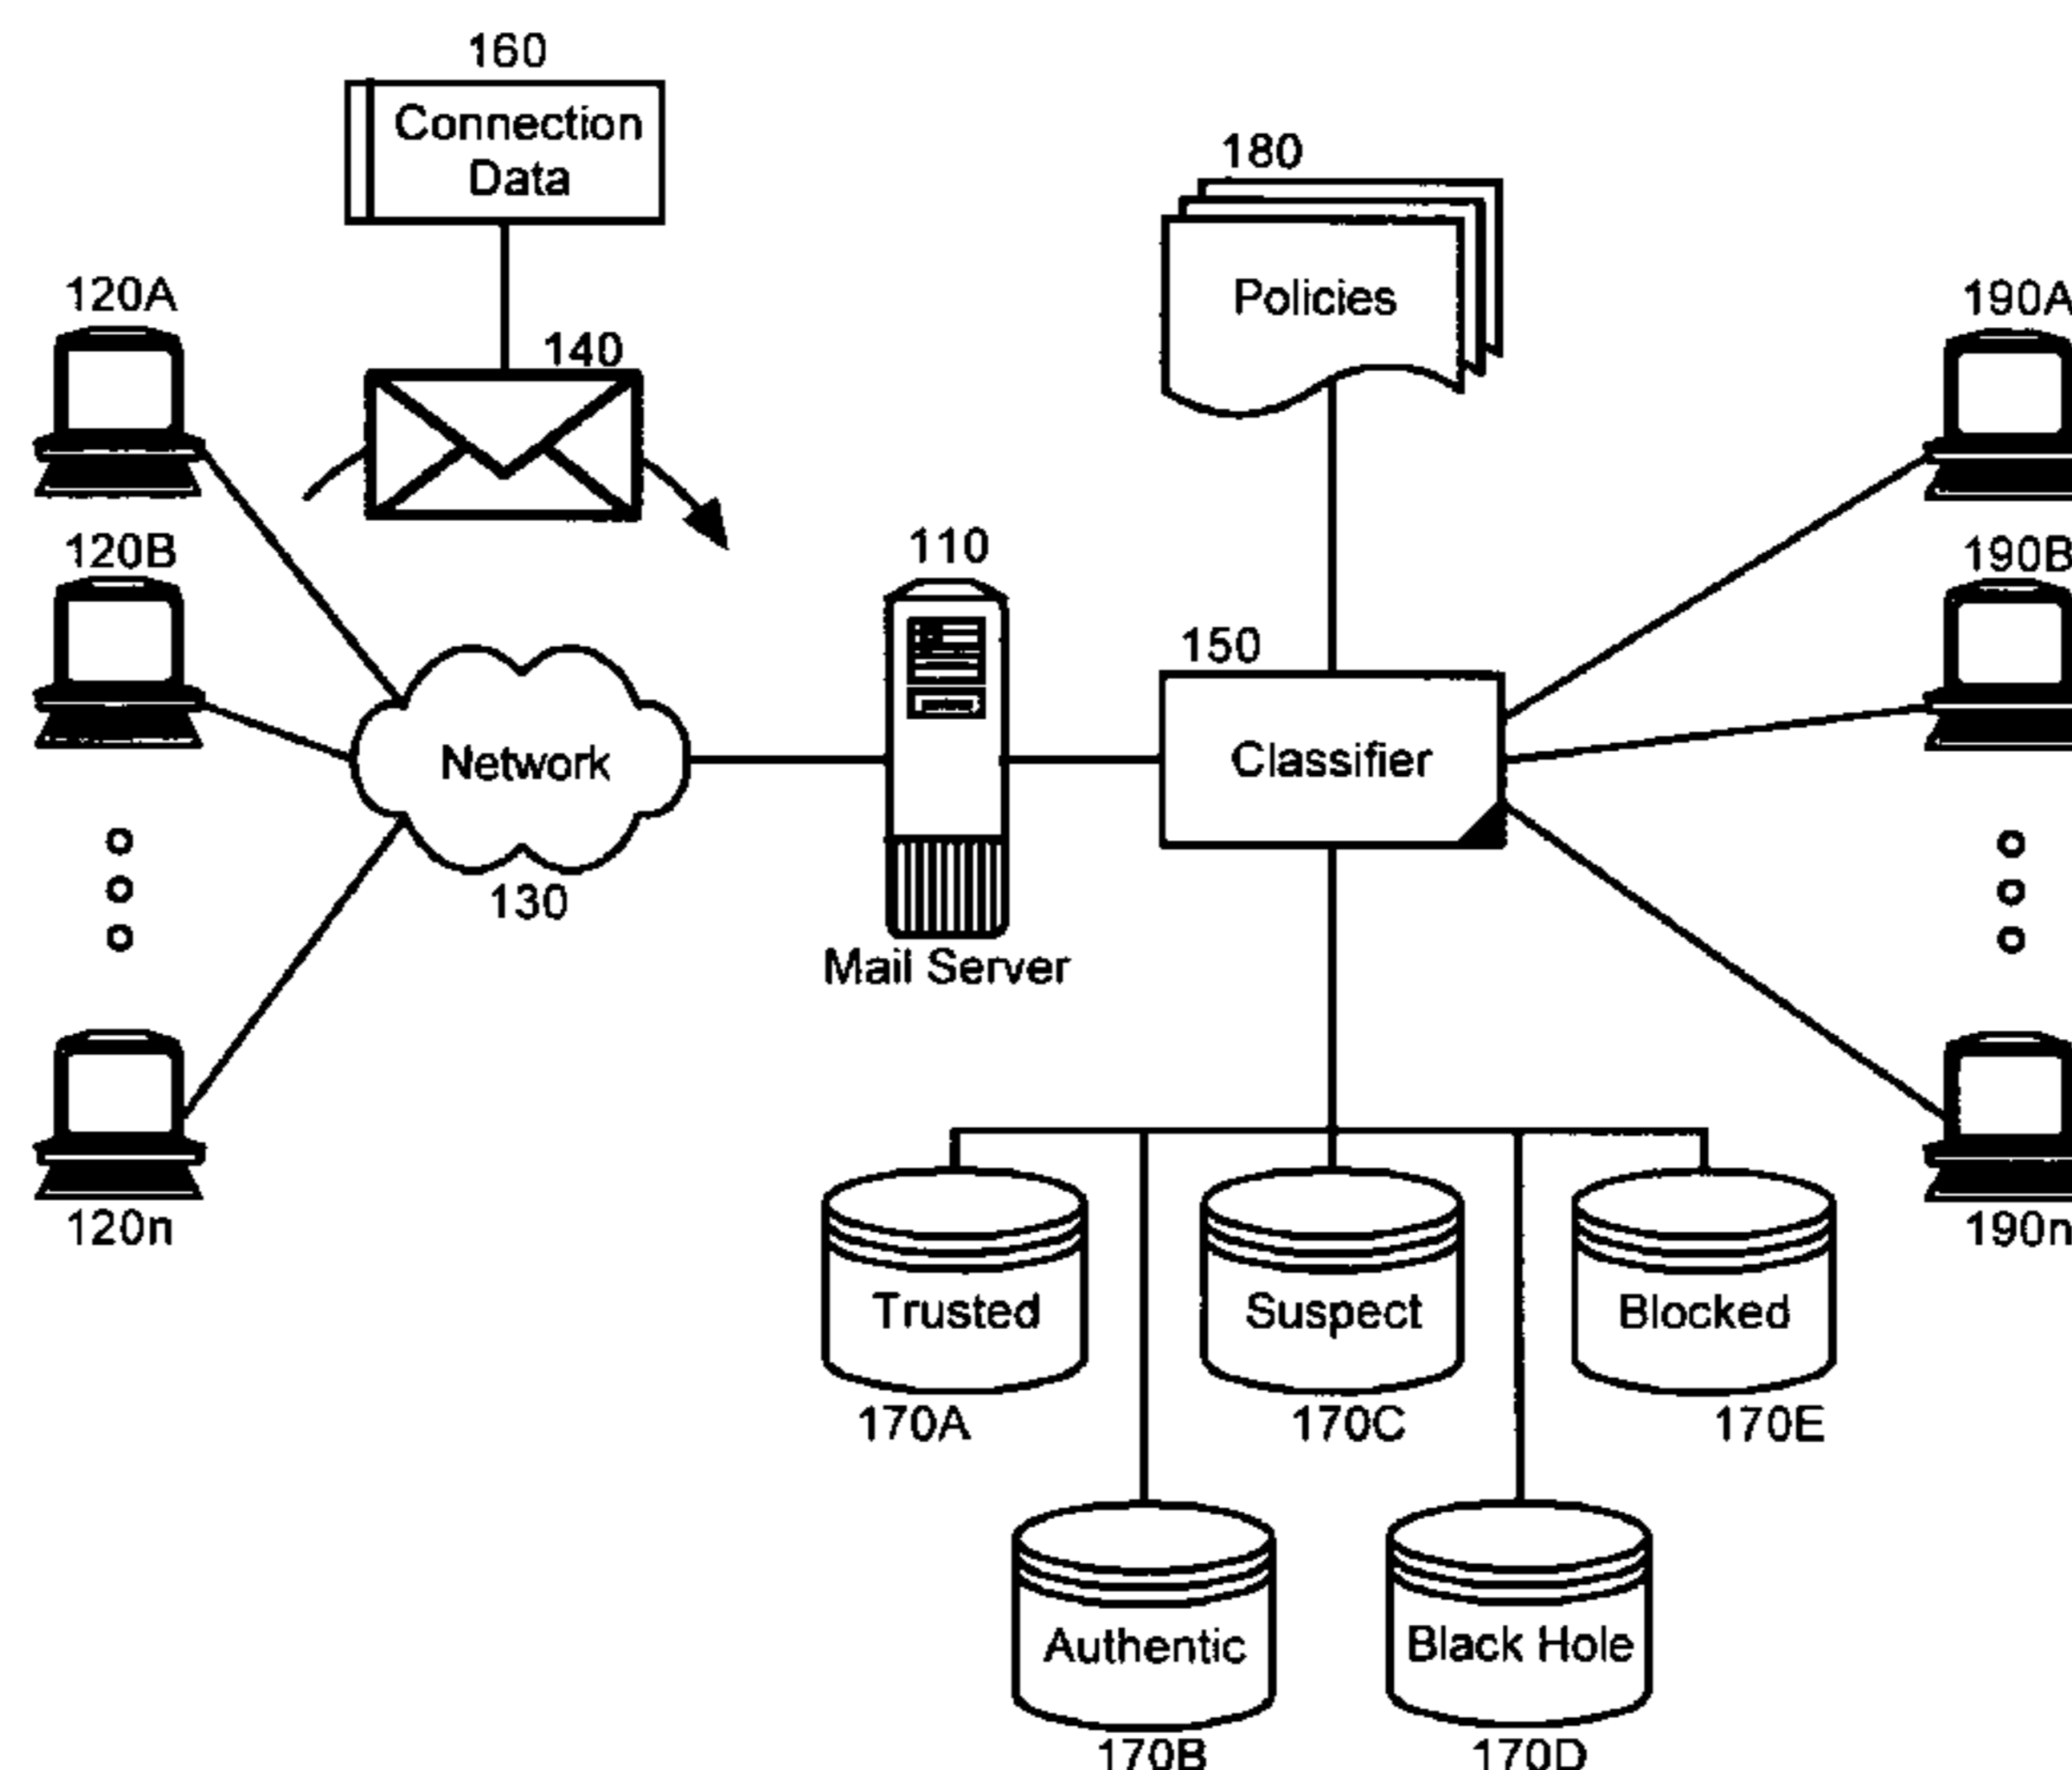 160
Connection
Data
180
Policies
120A
140
190A
120B
110
190B
150
Network
Classifier
130
Mail Server
120n
190n
Trusted
Suspect
Blocked
170A
170C
170E
Authentic
Black Hole
170B
170D